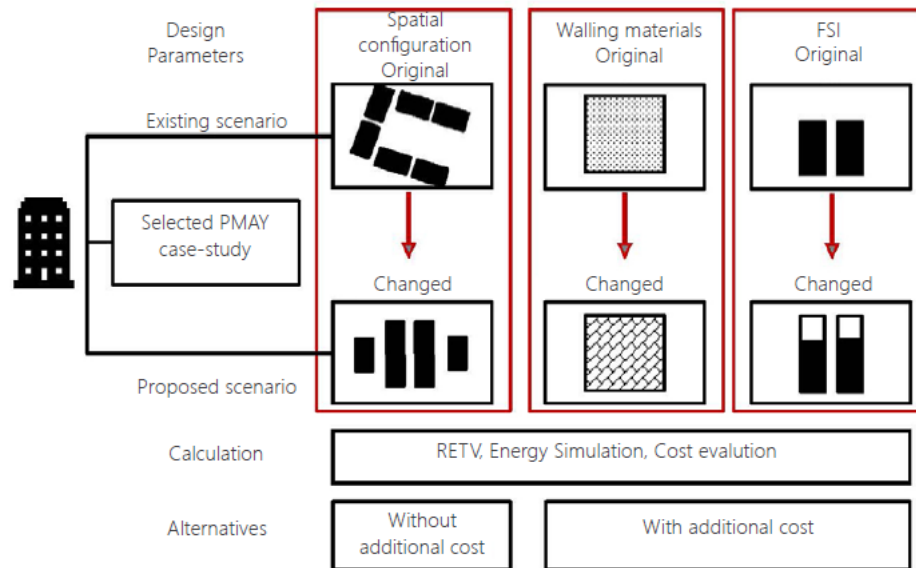 Design
Parameters
Spatial
configuration
Original
Walling materials
Original
FSI
Original
Existing scenario
Selected PMAY
case-study
Changed
Changed
Changed
Proposed scenario
Calculation
RETV, Energy Simulation, Cost evalution
Alternatives
Without
additional cost
With additional cost